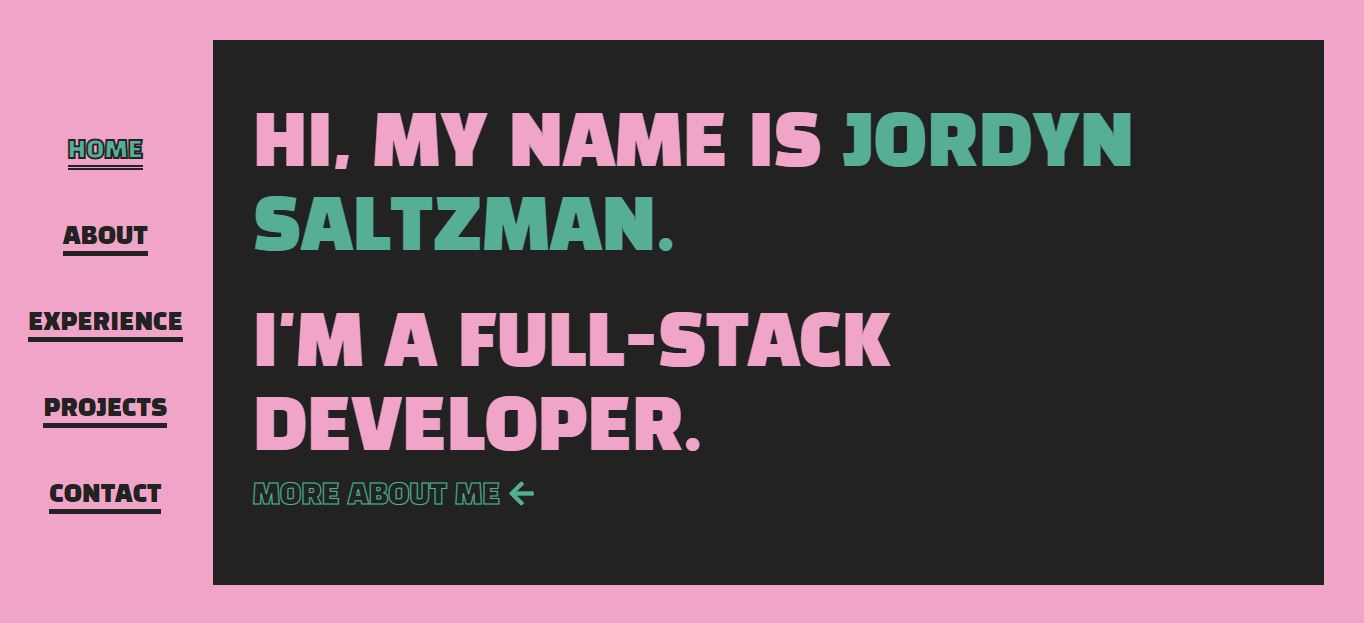 HOME
ABOUT
EXPERIENCE
PROJECTS
CONTACT
HI, MY NAME IS JORDYN
SALTZMAN.
I'M A FULL-STACK
DEVELOPER.
MORE ABOUT ME